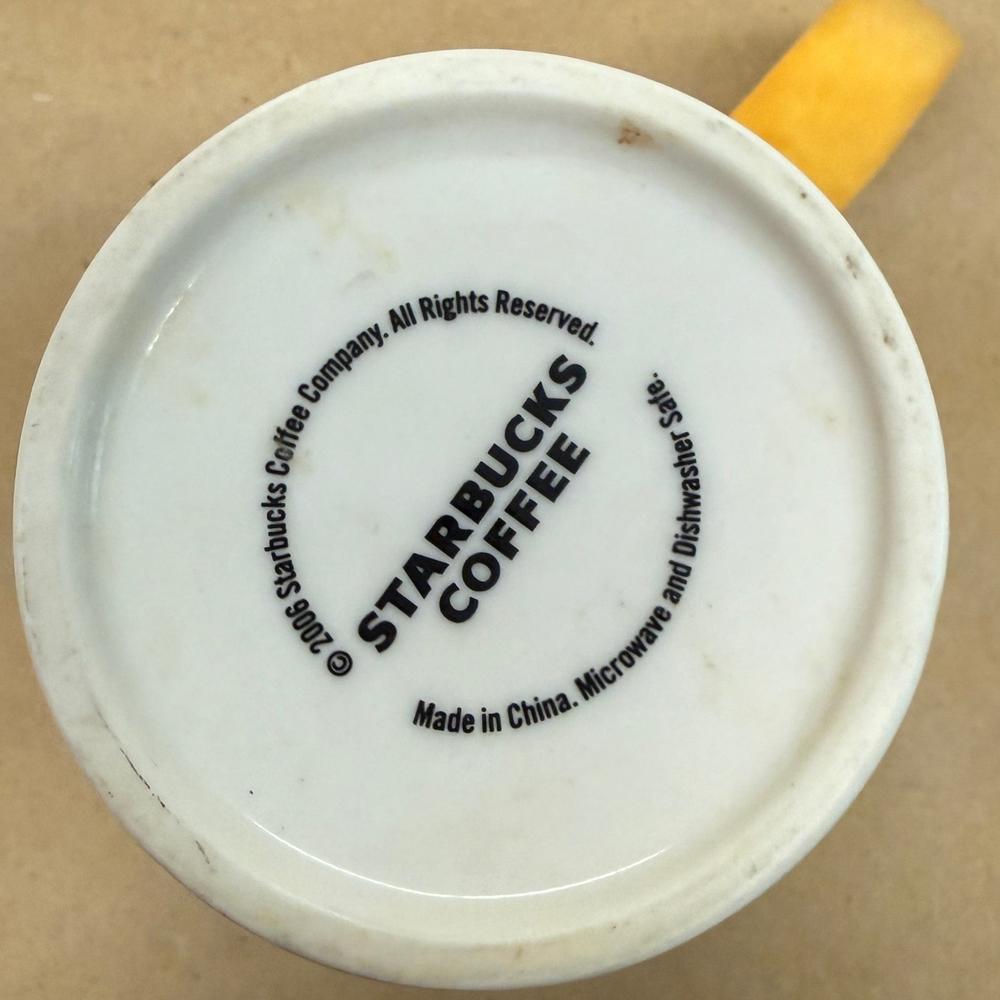 © 2006 Starbucks Coffee Company. All Rights Reserved.
STARBUCKS
COFFEE
Made in China. Microwave and Dishwasher Safe.